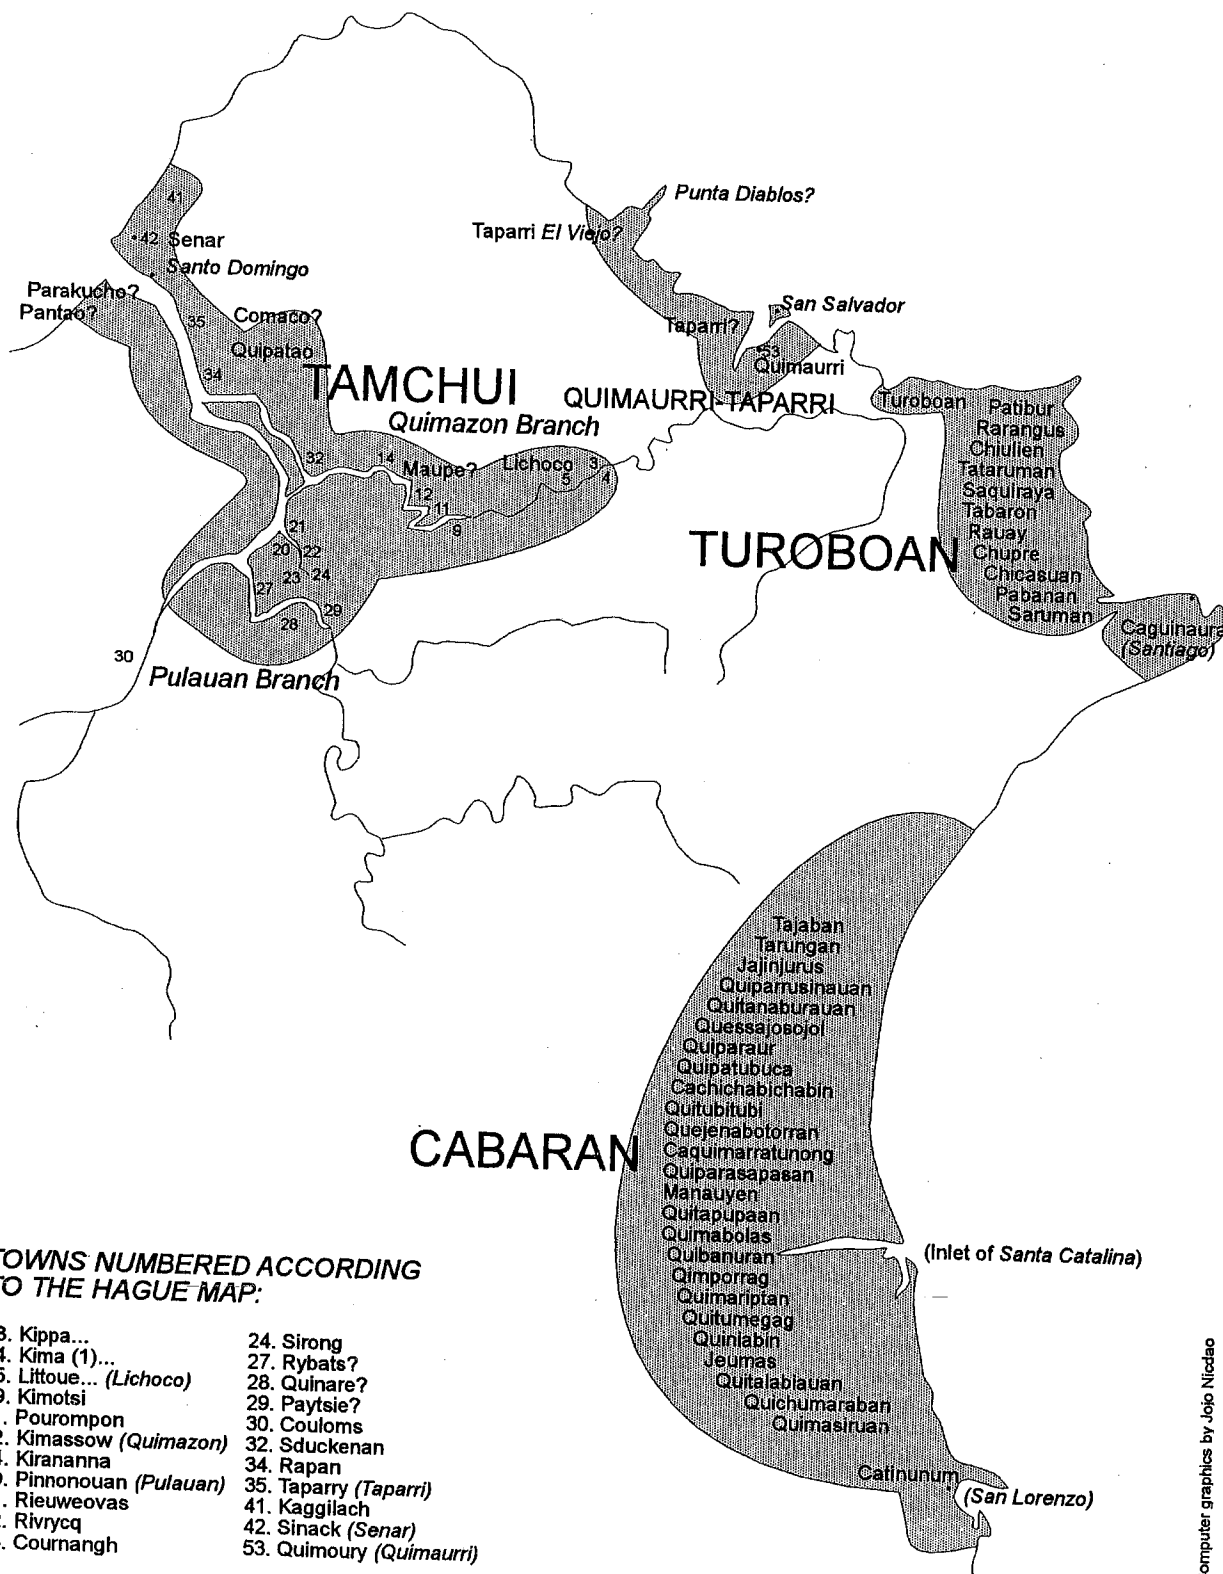 Punta Diablos?
Taparri El Viejo?
41
42 Senar
Santo Domingo
Parakucho?
Pantao?
35
Comaco?
Quipatao
34
TAMCHUI
Quimazon Branch
San Salvador
Taparri?
53
Quimaurri
QUIMAURRI-TAPARRI
32
14
Maupe?
Lichoco
3
5
4
12
11
9
21
20
22
23
24
27
28
29
30
Pulauan Branch
Turoboan
Patibur
Rarangus
Chiulien
Tataruman
Saquiraya
Tabaron
Rauay
Chupre
Chicasuan
Pabanan
Saruman
TUROBOAN
Caguinaura
(Santiago)
Tajaban
Tarungan
Jajinjurus
Quiparrusinauan
Quitanaburauan
Quessajosojol
Quiparaur
Quipatubuca
Cachichabichabin
Quitubitubi
Quejenabotorran
Caquimarratunong
Quiparasapasan
Manauyen
Quitapupaan
Quimabolas
Quibanuran
Qimporrag
Quimariptan
Quitumegag
Quiniabin
Jeumas
Quitalabiauan
Quichumaraban
Quimasiruan
CABARAN
(Inlet of Santa Catalina)
Catinunum
(San Lorenzo)
TOWNS NUMBERED ACCORDING
TO THE HAGUE MAP:
3. Kippa...
4. Kima (1)...
5. Littoue... (Lichoco)
9. Kimotsi
. Pourompon
2. Kimassow (Quimazon)
4. Kirananna
. Pinnonouan (Pulauan)
. Rieuweovas
. Rivrycq
. Cournangh
24. Sirong
27. Rybats?
28. Quinare?
29. Paytsie?
30. Couloms
32. Sduckenan
34. Rapan
35. Taparry (Taparri)
41. Kaggilach
42. Sinack (Senar)
53. Quimoury (Quimaurri)
omputer graphics by Jojo Nicdao